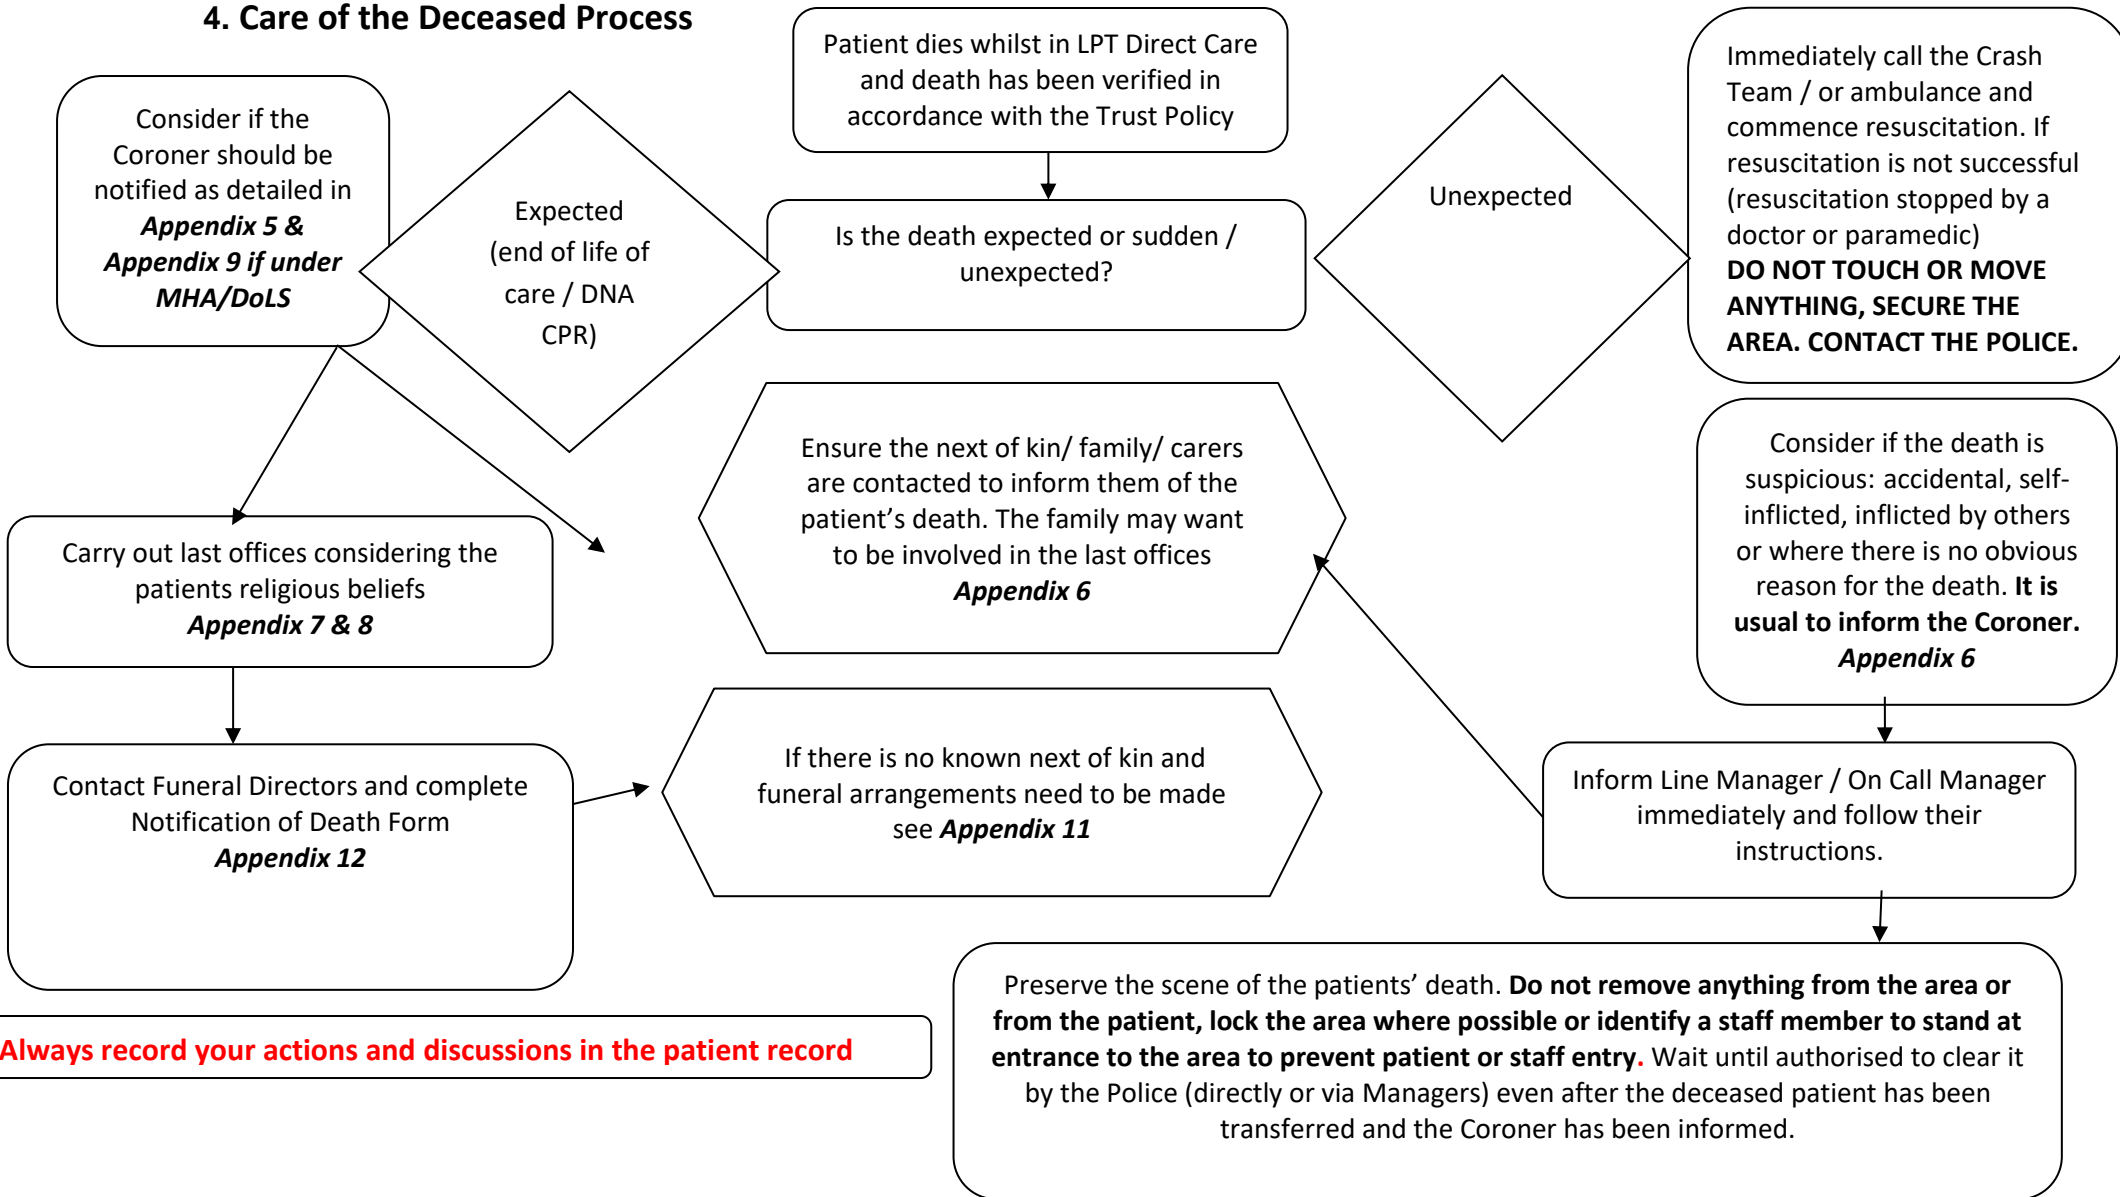 4. Care of the Deceased Process
Patient dies whilst in LPT Direct Care
and death has been verified in
accordance with the Trust Policy
Is the death expected or sudden /
unexpected?
Expected
(end of life of
care / DNA
CPR)
Consider if the
Coroner should be
notified as detailed in
Appendix 5 &
Appendix 9 if under
MHA/DoLS
Unexpected
Immediately call the Crash
Team / or ambulance and
commence resuscitation. If
resuscitation is not successful
(resuscitation stopped by a
doctor or paramedic)
DO NOT TOUCH OR MOVE
ANYTHING, SECURE THE
AREA. CONTACT THE POLICE.
Ensure the next of kin/ family/ carers
are contacted to inform them of the
patient’s death. The family may want
to be involved in the last offices
Appendix 6
Consider if the death is
suspicious: accidental, self-
inflicted, inflicted by others
or where there is no obvious
reason for the death. It is
usual to inform the Coroner.
Appendix 6
Carry out last offices considering the
patients religious beliefs
Appendix 7 & 8
Contact Funeral Directors and complete
Notification of Death Form
Appendix 12
If there is no known next of kin and
funeral arrangements need to be made
see Appendix 11
Inform Line Manager / On Call Manager
immediately and follow their
instructions.
Preserve the scene of the patients’ death. Do not remove anything from the area or
from the patient, lock the area where possible or identify a staff member to stand at
entrance to the area to prevent patient or staff entry. Wait until authorised to clear it
by the Police (directly or via Managers) even after the deceased patient has been
transferred and the Coroner has been informed.
Always record your actions and discussions in the patient record